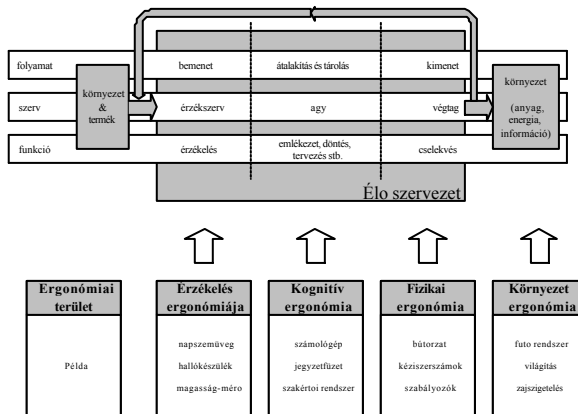 folyamat bemenet átalakítás és tárolás kimenet
környezet
&
termék
környezet
(anyag,
energia,
információ)
szerv érzékszerv agy végtag
funkció érzékelés emlékezet, döntés,
tervezés stb. cselekvés
Élo szervezet
Ergonómiai
terület
Érzékelés
ergonómiája
Kognitív
ergonómia
Fizikai
ergonómia
Környezet
ergonómia
Példa
napszemüveg
hallókészülék
magasság-méro
számológép
jegyzetfüzet
szakértoi rendszer
bútorzat
kéziszerszámok
szabályozók
futo rendszer
világítás
zajszigetelés